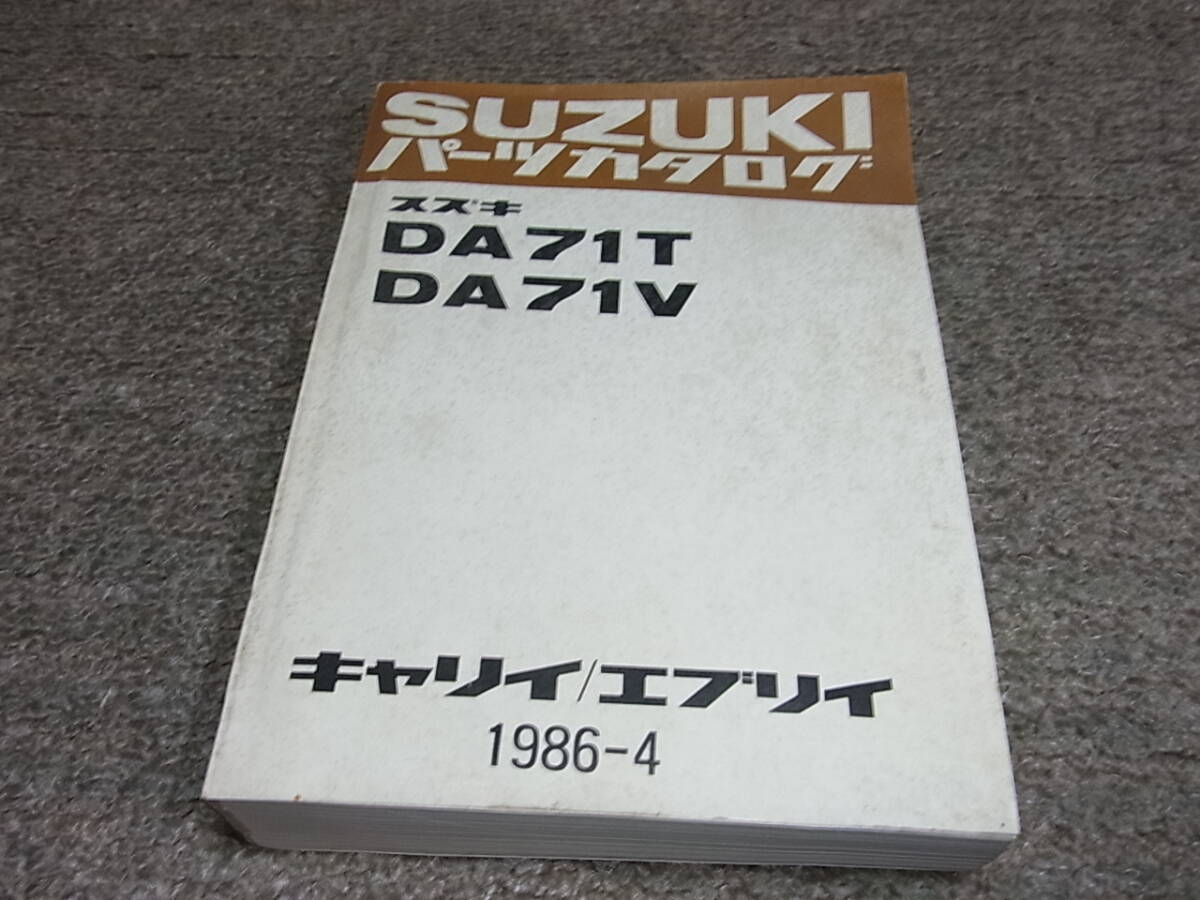 SUZUKI
パーツカタログ
スズキ
DA71T
DA71V
キャリイ/エブリイ
1986-4